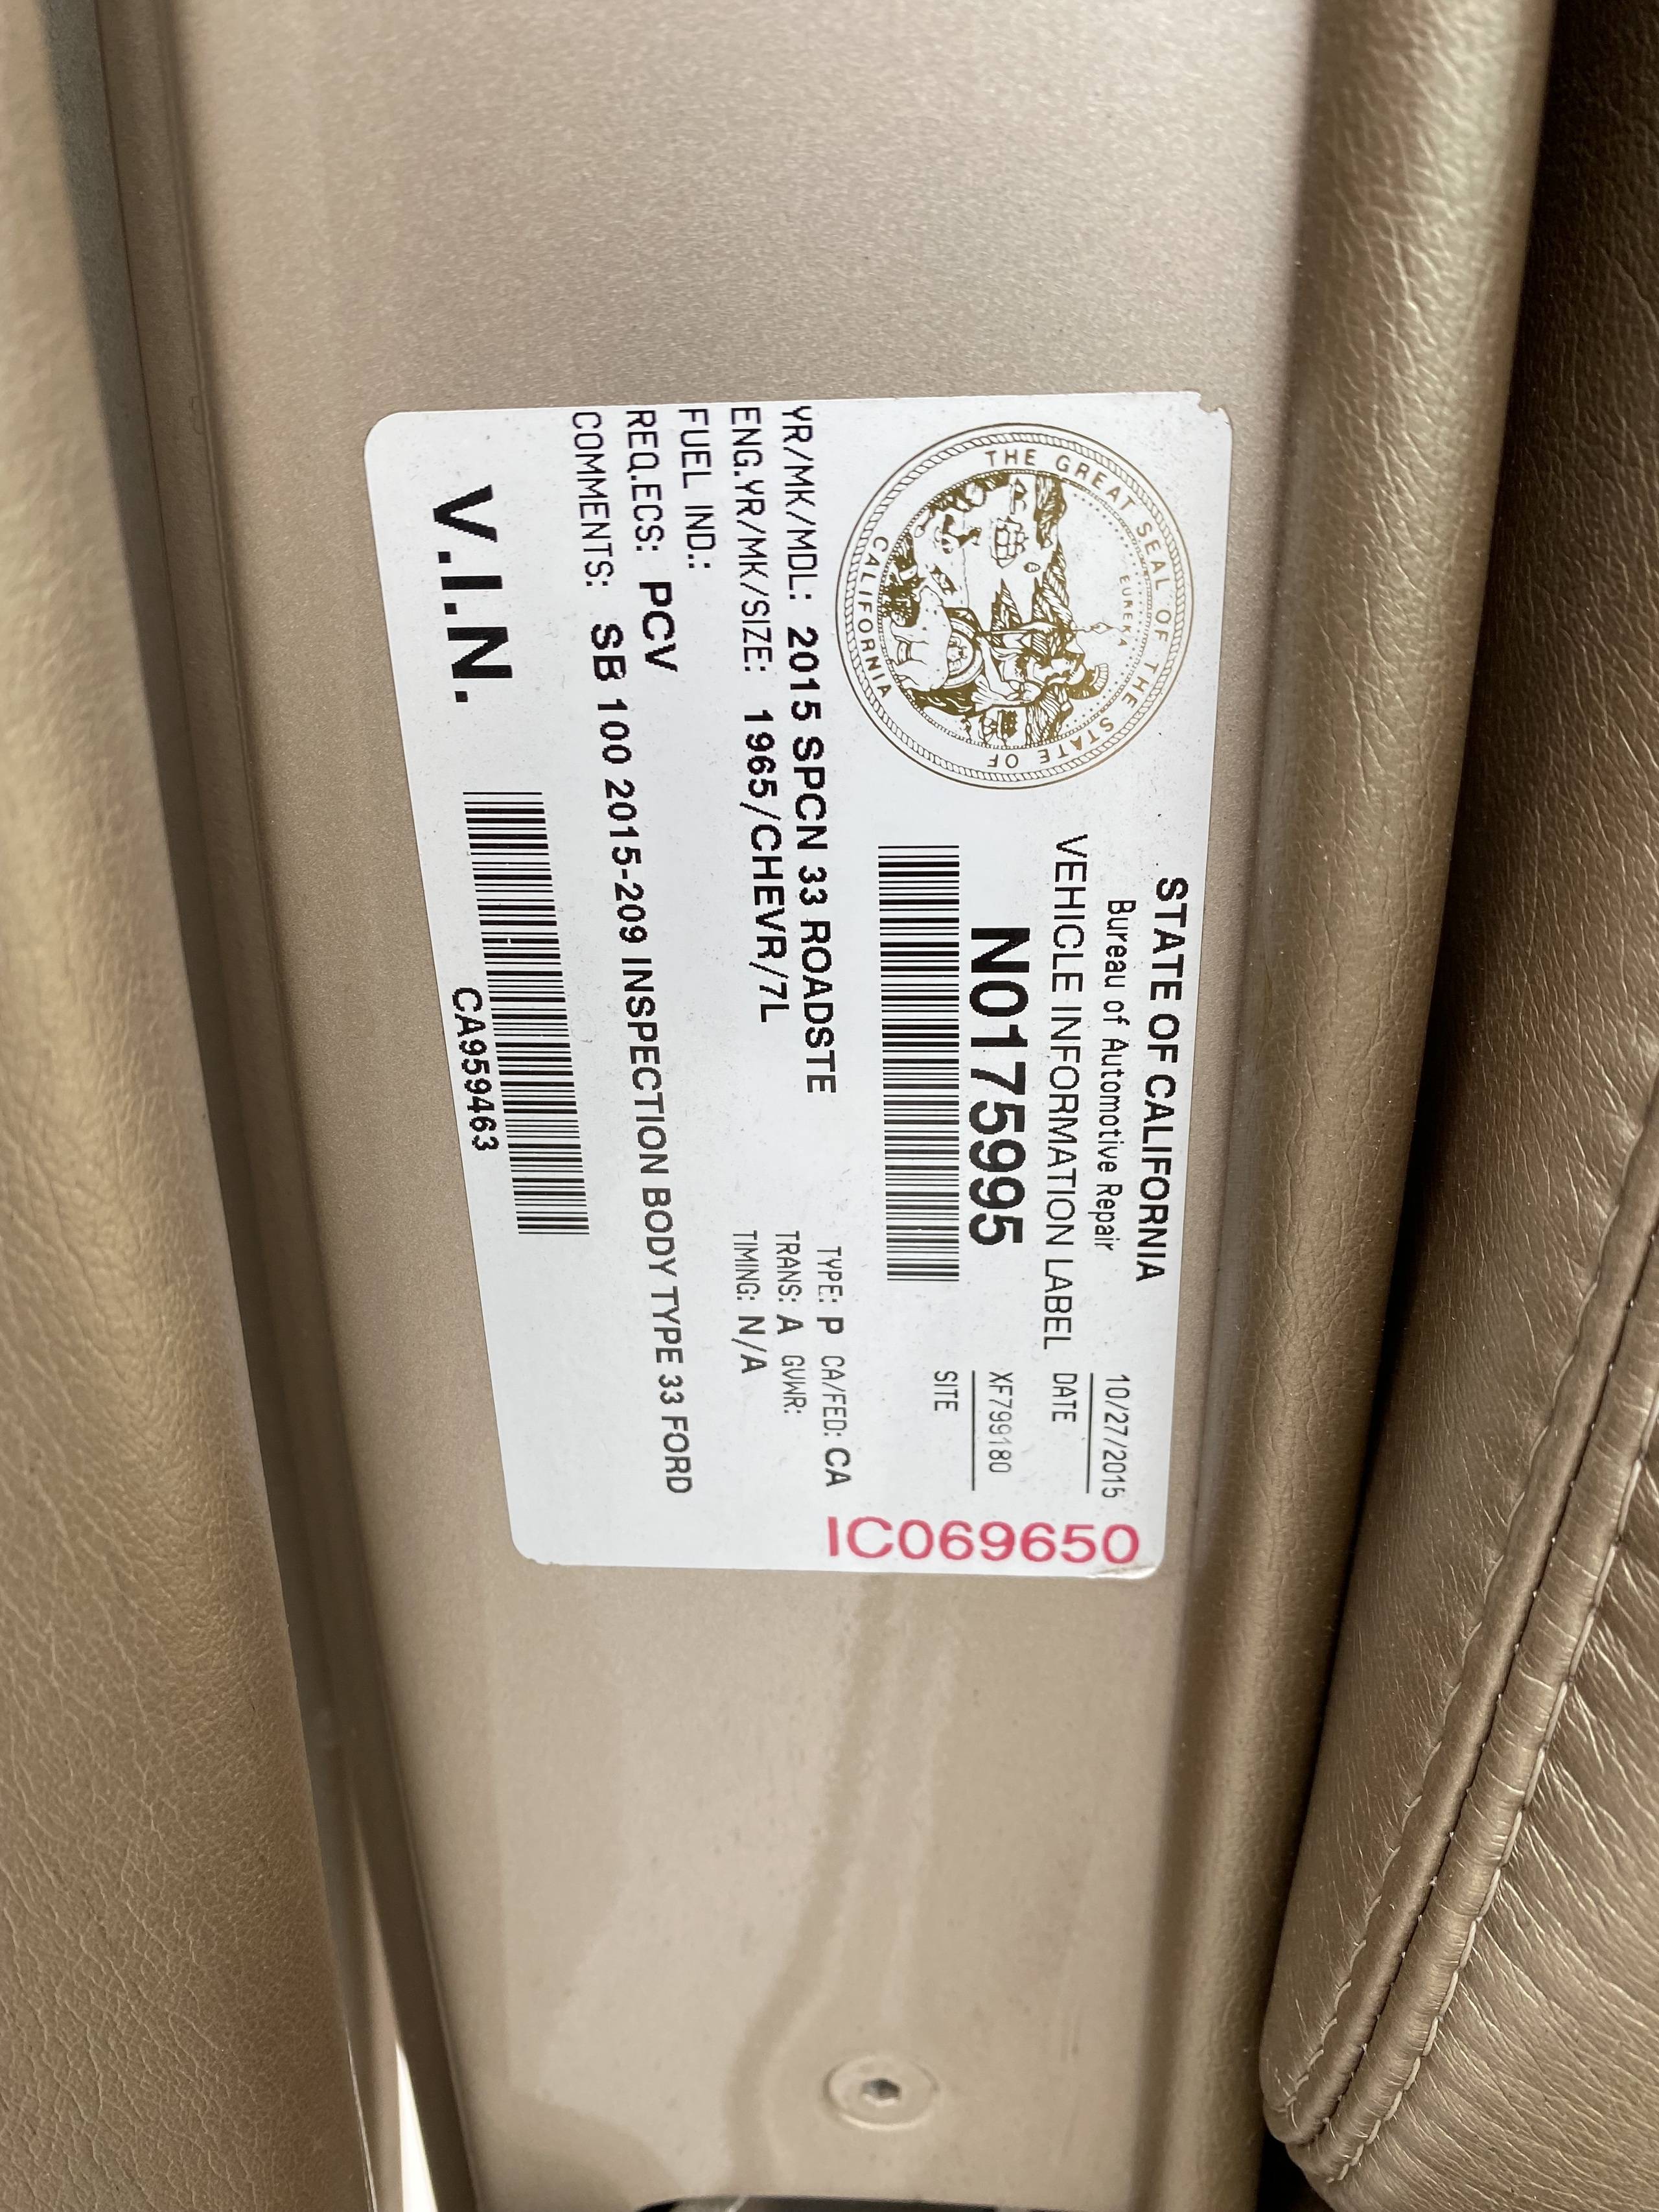 THE GREAT SEAL OF THE STATE OF CALIFORNIA
EUREKA
STATE OF CALIFORNIA
Bureau of Automotive Repair
VEHICLE INFORMATION LABEL
N0175995
10/27/2015
DATE
XF799180
SITE
IC069650
YR/MK/MDL: 2015 SPCN 33 ROADSTE
TYPE: P CA/FED: CA
ENG.YR/MK/SIZE: 1965/CHEVR/7L
TRANS: A GVWR:
FUEL IND.:
TIMING: N/A
REQ.ECS: PCV
COMMENTS: SB 100 2015-209 INSPECTION BODY TYPE 33 FORD
V.I.N.
CA959463